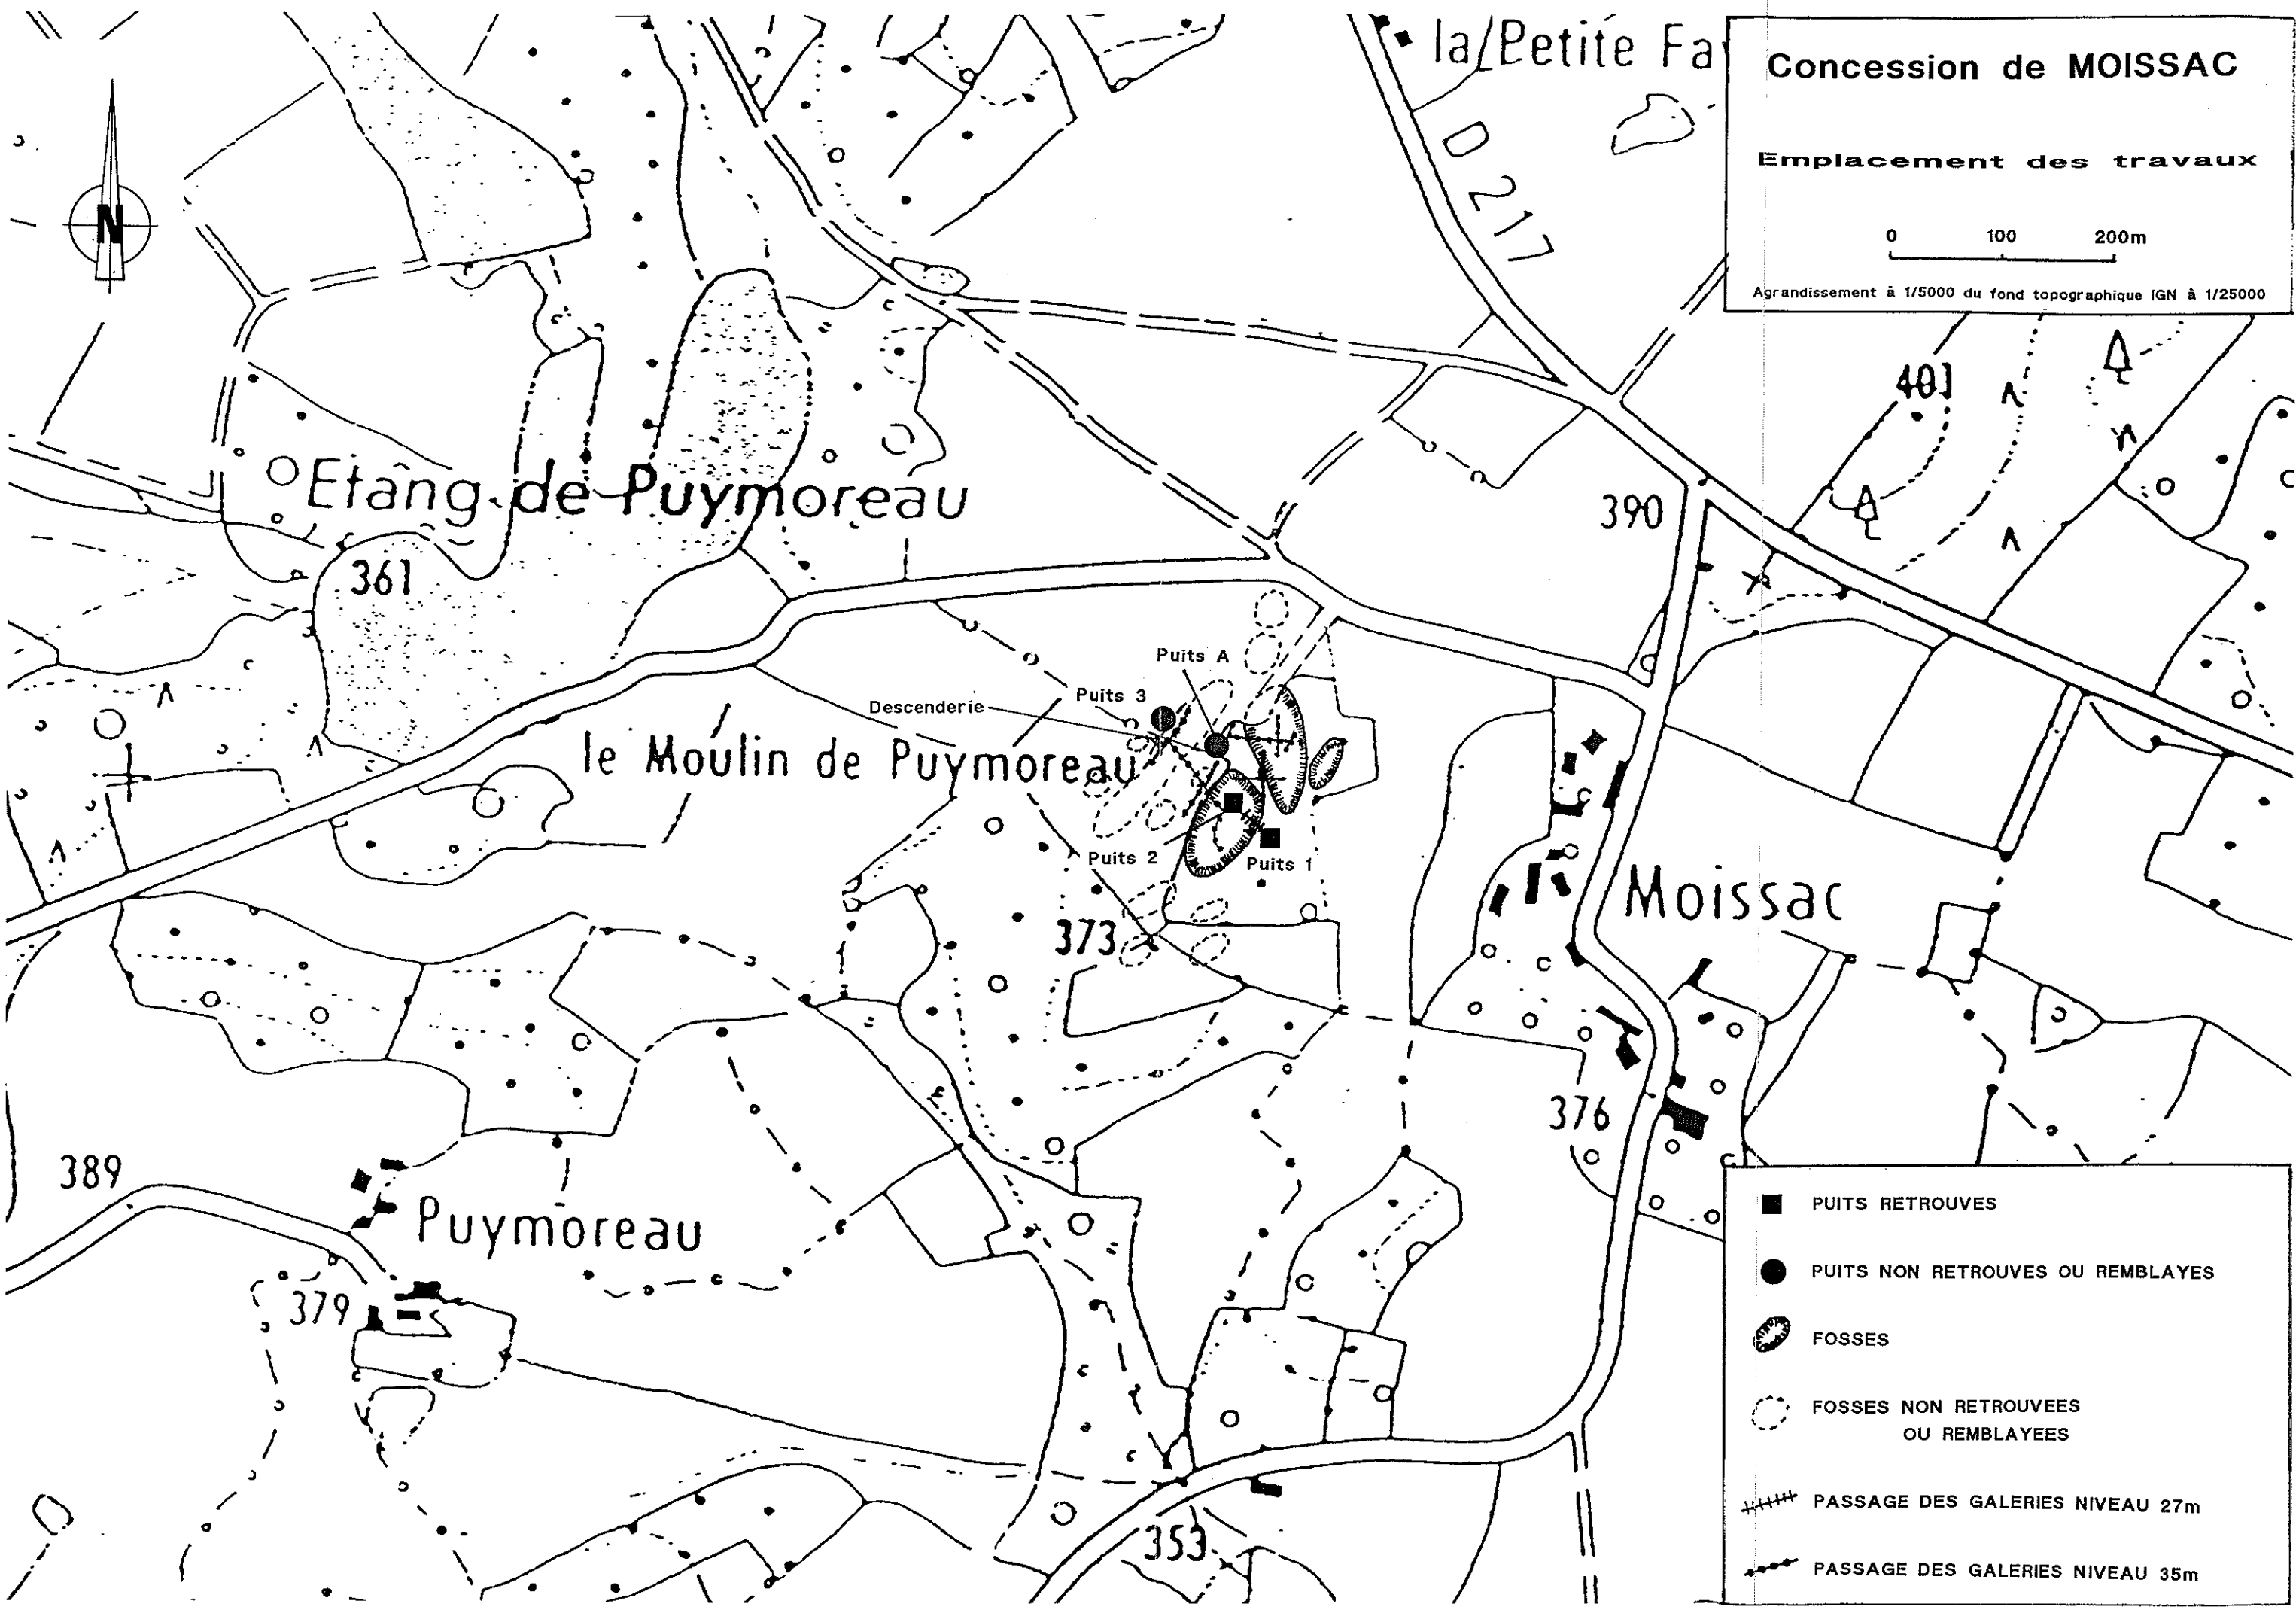 la Petite Fa
Concession de MOISSAC
Emplacement des travaux
0 100 200m
Agrandissement à 1/5000 du fond topographique IGN à 1/25000
N
D 217
401
Etang de Puymoreau
390
361
Puits A
Puits 3
Descenderie
le Moulin de Puymoreau
Puits 2
Puits 1
Moissac
373
376
389
Puymoreau
379
353
PUITS RETROUVES
PUITS NON RETROUVES OU REMBLAYES
FOSSES
FOSSES NON RETROUVEES
OU REMBLAYEES
PASSAGE DES GALERIES NIVEAU 27m
PASSAGE DES GALERIES NIVEAU 35m